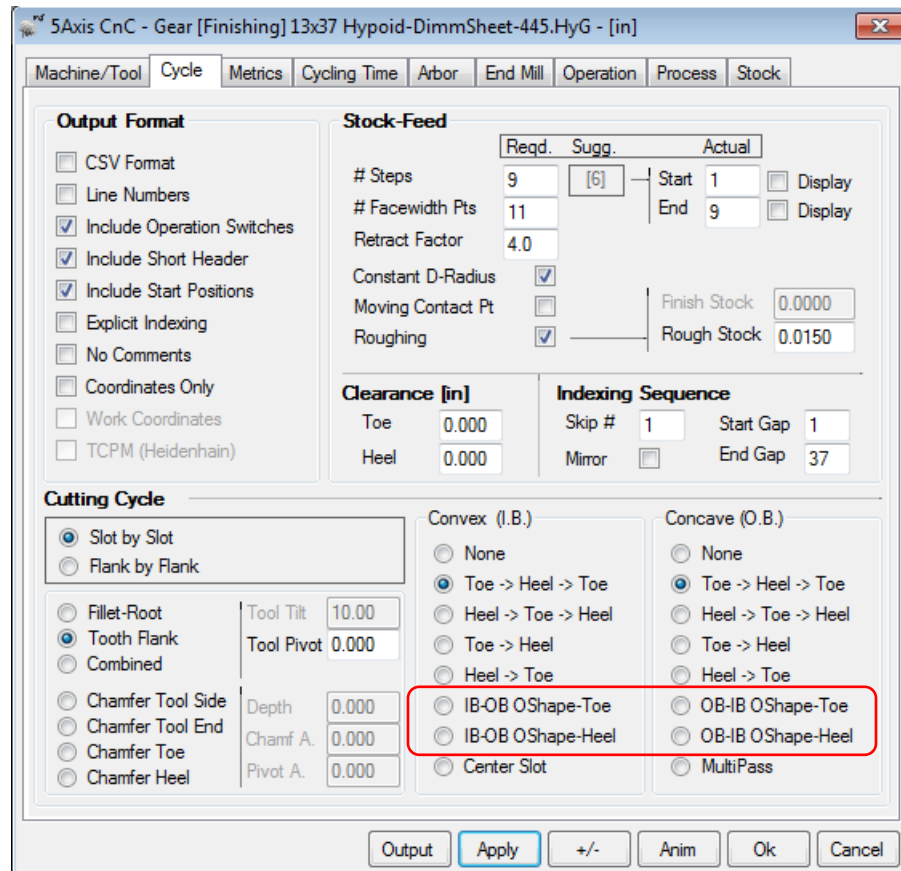 5Axis CnC - Gear [Finishing] 13x37 Hypoid-DimmSheet-445.HyG - [in]
Machine/Tool Cycle Metrics Cycling Time Arbor End Mill Operation Process Stock
Output Format
CSV Format
Line Numbers
Include Operation Switches
Include Short Header
Include Start Positions
Explicit Indexing
No Comments
Coordinates Only
Work Coordinates
TCPM (Heidenhain)
Stock-Feed
Reqd. Sugg. Actual
# Steps 9 [6] Start 1 Display
# Facewidth Pts 11 End 9 Display
Retract Factor 4.0
Constant D-Radius
Moving Contact Pt Finish Stock 0.0000
Roughing Rough Stock 0.0150
Clearance [in]
Toe 0.000
Heel 0.000
Indexing Sequence
Skip # 1 Start Gap 1
Mirror End Gap 37
Cutting Cycle
Slot by Slot
Flank by Flank
Fillet-Root Tool Tilt 10.00
Tooth Flank Tool Pivot 0.000
Combined
Chamfer Tool Side Depth 0.000
Chamfer Tool End Chamf A. 0.000
Chamfer Toe
Chamfer Heel Pivot A. 0.000
Convex (I.B.)
None
Toe -> Heel -> Toe
Heel -> Toe -> Heel
Toe -> Heel
Heel -> Toe
IB-OB OShape-Toe
IB-OB OShape-Heel
Center Slot
Concave (O.B.)
None
Toe -> Heel -> Toe
Heel -> Toe -> Heel
Toe -> Heel
Heel -> Toe
OB-IB OShape-Toe
OB-IB OShape-Heel
MultiPass
Output Apply +/- Anim Ok Cancel